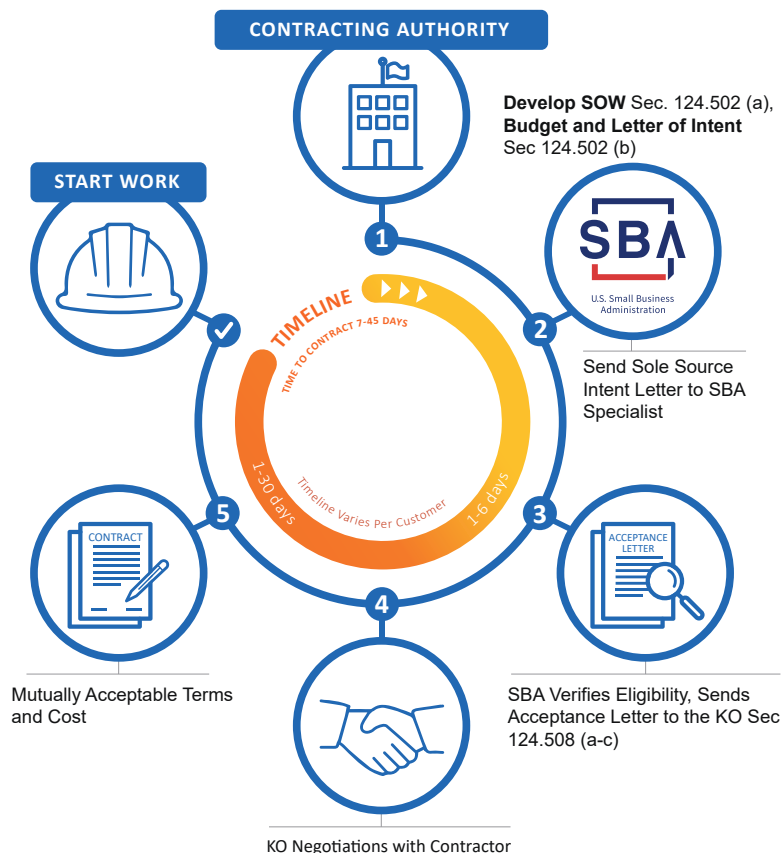 CONTRACTING AUTHORITY
1
Develop SOW Sec. 124.502 (a),
Budget and Letter of Intent
Sec 124.502 (b)
SBA
U.S. Small Business
Administration
2
Send Sole Source
Intent Letter to SBA
Specialist
3
ACCEPTANCE
LETTER
SBA Verifies Eligibility, Sends
Acceptance Letter to the KO Sec
124.508 (a-c)
4
KO Negotiations with Contractor
5
CONTRACT
Mutually Acceptable Terms
and Cost
START WORK
TIMELINE
TIME TO CONTRACT 7-45 DAYS
1-6 days
1-30 days
Timeline Varies Per Customer